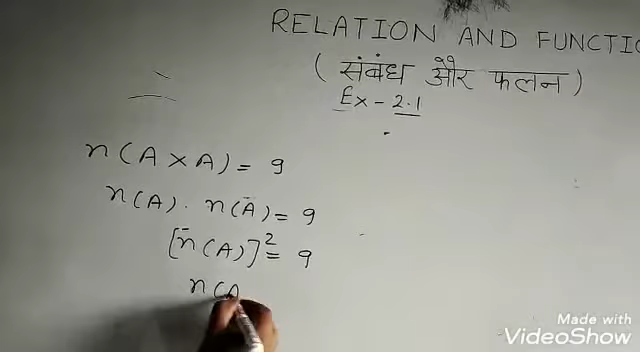 RELATION AND FUNCTIO
(संबंध और फलन)
Ex - 2.1
n(A×A) = 9
n(A). n(A) = 9
[n(A)]² = 9
n(A
Made with
VideoShow